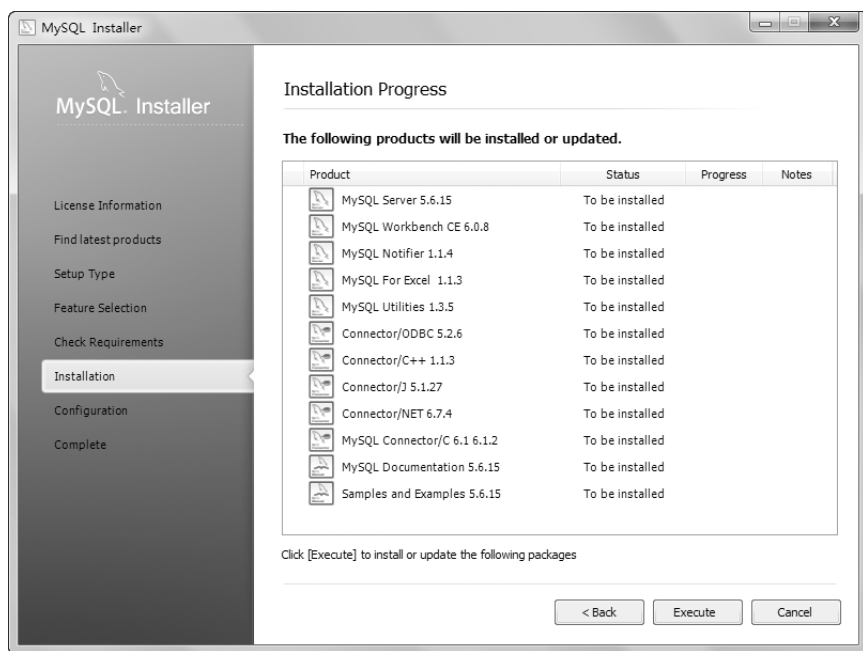 MySQL Installer
MySQL. Installer
License Information
Find latest products
Setup Type
Feature Selection
Check Requirements
Installation
Configuration
Complete
Installation Progress
The following products will be installed or updated.
Product Status Progress Notes
MySQL Server 5.6.15 To be installed
MySQL Workbench CE 6.0.8 To be installed
MySQL Notifier 1.1.4 To be installed
MySQL For Excel 1.1.3 To be installed
MySQL Utilities 1.3.5 To be installed
Connector/ODBC 5.2.6 To be installed
Connector/C++ 1.1.3 To be installed
Connector/J 5.1.27 To be installed
Connector/NET 6.7.4 To be installed
MySQL Connector/C 6.1 6.1.2 To be installed
MySQL Documentation 5.6.15 To be installed
Samples and Examples 5.6.15 To be installed
Click [Execute] to install or update the following packages
< Back Execute Cancel